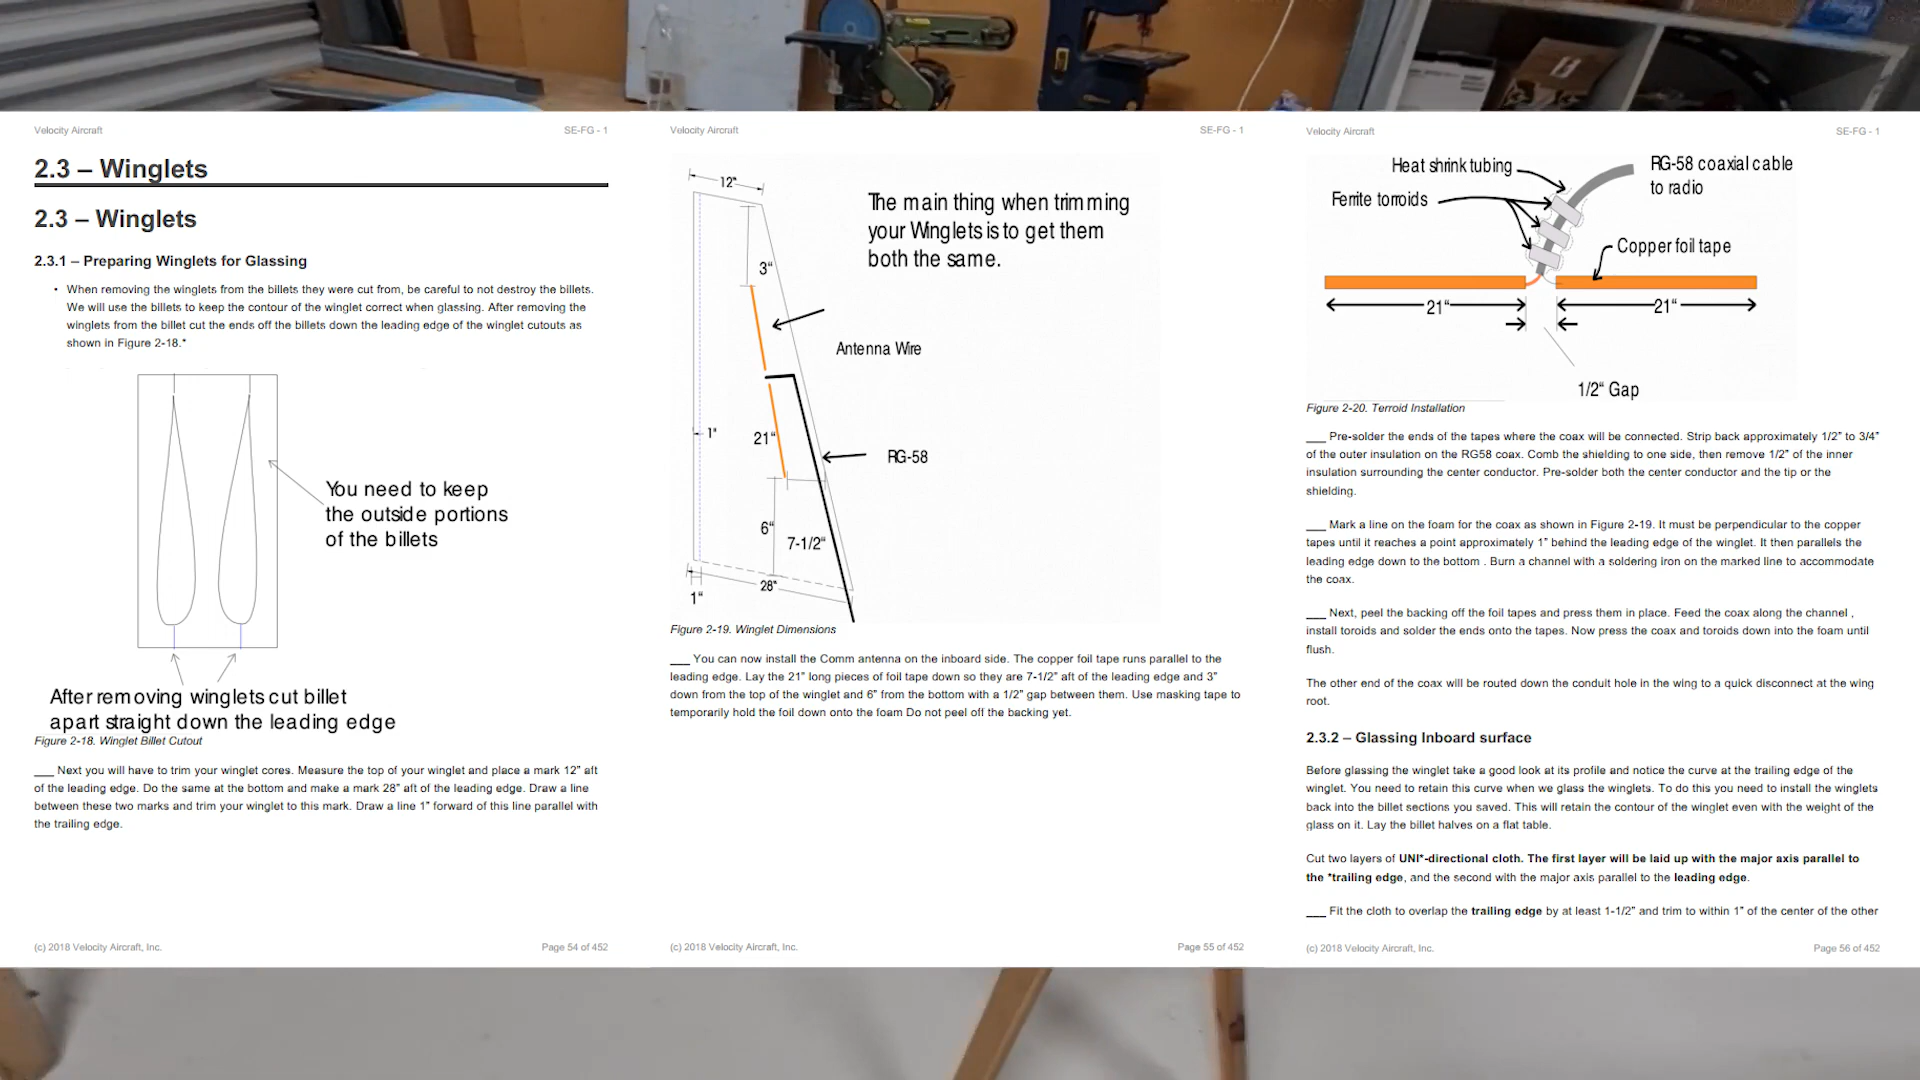 Velocity Aircraft
SE-FG - 1
2.3 – Winglets
2.3 – Winglets
2.3.1 – Preparing Winglets for Glassing
• When removing the winglets from the billets they were cut from, be careful to not destroy the billets.
We will use the billets to keep the contour of the winglet correct when glassing. After removing the
winglets from the billet cut the ends off the billets down the leading edge of the winglet cutouts as
shown in Figure 2-18.*
You need to keep
the outside portions
of the billets
After removing winglets cut billet
apart straight down the leading edge
Figure 2-18. Winglet Billet Cutout
___ Next you will have to trim your winglet cores. Measure the top of your winglet and place a mark 12" aft
of the leading edge. Do the same at the bottom and make a mark 28" aft of the leading edge. Draw a line
between these two marks and trim your winglet to this mark. Draw a line 1" forward of this line parallel with
the trailing edge.
(c) 2018 Velocity Aircraft, Inc.
Page 54 of 452
Velocity Aircraft
SE-FG - 1
12"
The main thing when trimming
your Winglets is to get them
both the same.
3"
Antenna Wire
1"
21"
RG-58
6"
7-1/2"
28"
1"
Figure 2-19. Winglet Dimensions
___ You can now install the Comm antenna on the inboard side. The copper foil tape runs parallel to the
leading edge. Lay the 21" long pieces of foil tape down so they are 7-1/2" aft of the leading edge and 3"
down from the top of the winglet and 6" from the bottom with a 1/2" gap between them. Use masking tape to
temporarily hold the foil down onto the foam Do not peel off the backing yet.
(c) 2018 Velocity Aircraft, Inc.
Page 55 of 452
Velocity Aircraft
SE-FG - 1
Heat shrink tubing
RG-58 coaxial cable
to radio
Ferrite torroids
Copper foil tape
21"
21"
1/2" Gap
Figure 2-20. Terroid Installation
___ Pre-solder the ends of the tapes where the coax will be connected. Strip back approximately 1/2" to 3/4"
of the outer insulation on the RG58 coax. Comb the shielding to one side, then remove 1/2" of the inner
insulation surrounding the center conductor. Pre-solder both the center conductor and the tip or the
shielding.
___ Mark a line on the foam for the coax as shown in Figure 2-19. It must be perpendicular to the copper
tapes until it reaches a point approximately 1" behind the leading edge of the winglet. It then parallels the
leading edge down to the bottom . Burn a channel with a soldering iron on the marked line to accommodate
the coax.
___ Next, peel the backing off the foil tapes and press them in place. Feed the coax along the channel ,
install toroids and solder the ends onto the tapes. Now press the coax and toroids down into the foam until
flush.
The other end of the coax will be routed down the conduit hole in the wing to a quick disconnect at the wing
root.
2.3.2 – Glassing Inboard surface
Before glassing the winglet take a good look at its profile and notice the curve at the trailing edge of the
winglet. You need to retain this curve when we glass the winglets. To do this you need to install the winglets
back into the billet sections you saved. This will retain the contour of the winglet even with the weight of the
glass on it. Lay the billet halves on a flat table.
Cut two layers of UNI*-directional cloth. The first layer will be laid up with the major axis parallel to
the *trailing edge, and the second with the major axis parallel to the leading edge.
___ Fit the cloth to overlap the trailing edge by at least 1-1/2" and trim to within 1" of the center of the other
(c) 2018 Velocity Aircraft, Inc.
Page 56 of 452